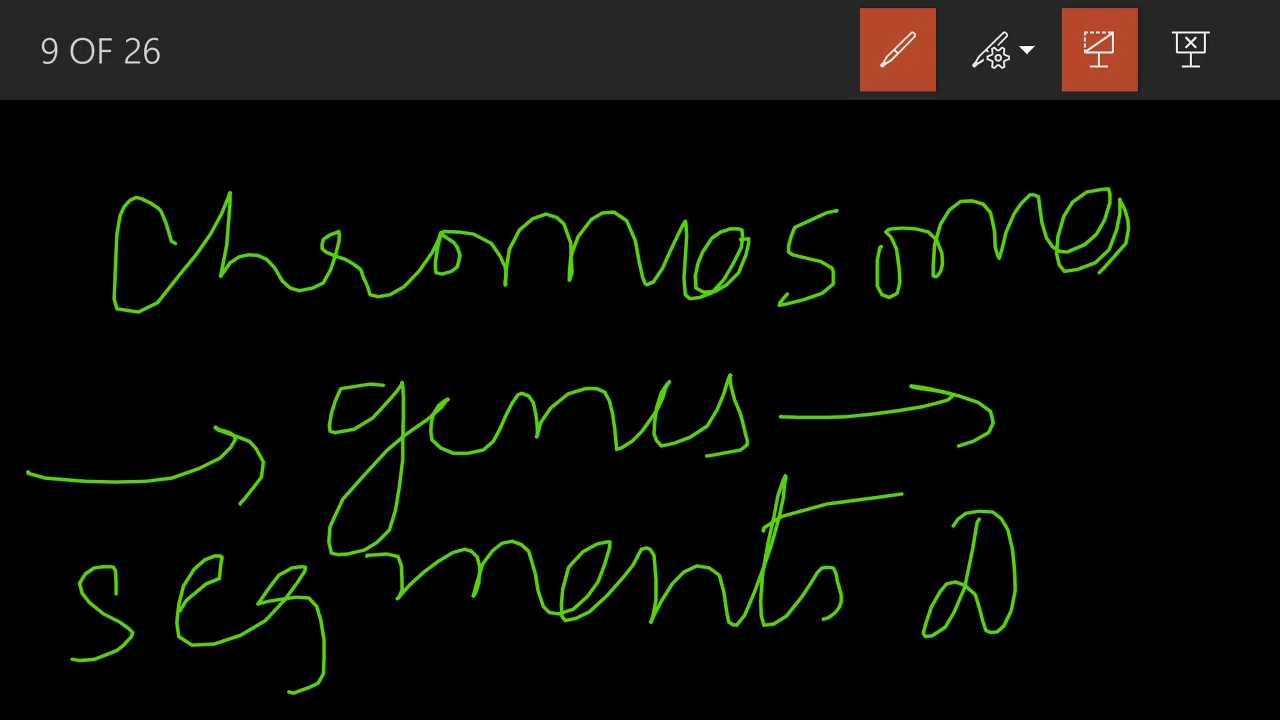 9 OF 26
Chromosome
→ genes →
segments